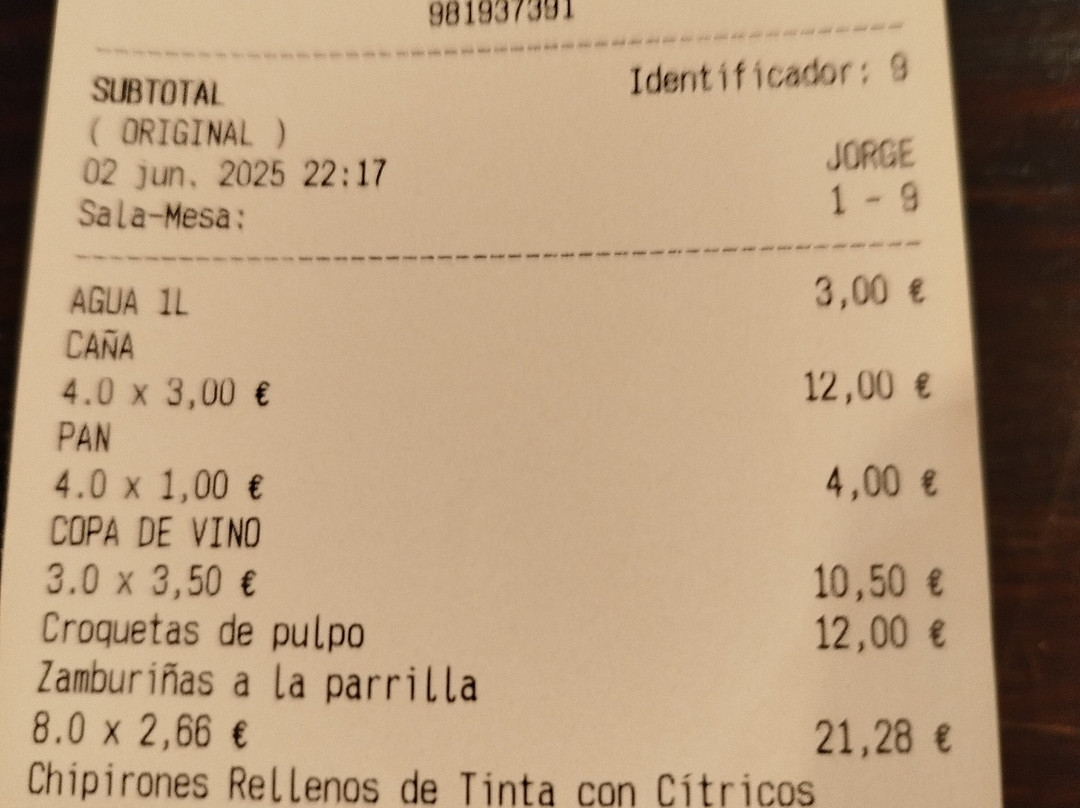 981937391
SUBTOTAL Identificador: 9
( ORIGINAL )
02 jun. 2025 22:17 JORGE
Sala-Mesa: 1 - 9
AGUA 1L 3,00 €
CAÑA
4.0 x 3,00 € 12,00 €
PAN
4.0 x 1,00 € 4,00 €
COPA DE VINO
3.0 x 3,50 € 10,50 €
Croquetas de pulpo 12,00 €
Zamburiñas a la parrilla
8.0 x 2,66 € 21,28 €
Chipirones Rellenos de Tinta con Cítricos